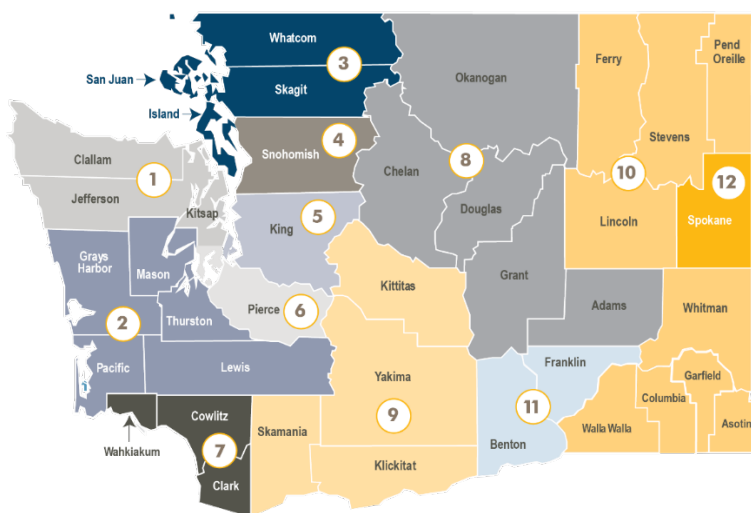 Whatcom
3
San Juan
Skagit
Island
Okanogan
Ferry
Pend
Oreille
Stevens
Clallam
1
Jefferson
Kitsap
Snohomish
4
Chelan
8
Douglas
10
12
Lincoln
Spokane
King
5
Grays
Harbor
Mason
Kittitas
Grant
Adams
Whitman
2
Thurston
Pierce
6
Pacific
1
Lewis
Yakima
9
Franklin
11
Benton
Garfield
Columbia
Walla Walla
Asotin
Wahkiakum
Cowlitz
7
Clark
Skamania
Klickitat